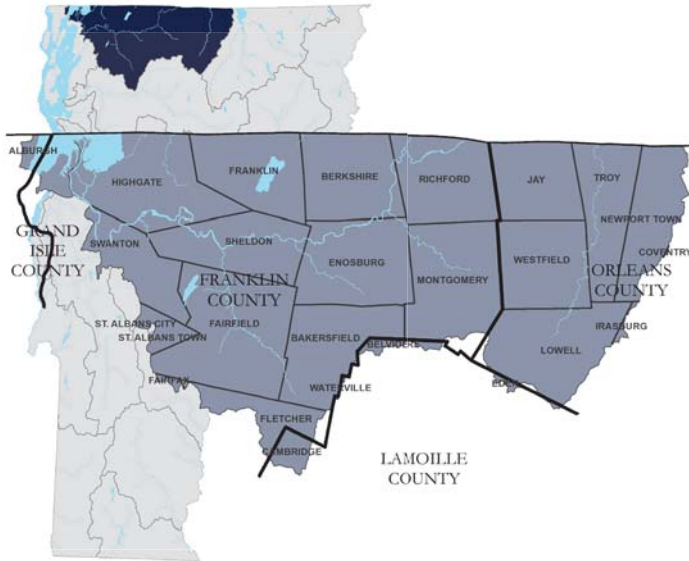 ALBURGH
HIGHGATE
FRANKLIN
BERKSHIRE
RICHFORD
JAY
TROY
NEWPORT TOWN
GRAND
ISLE
COUNTY
SWANTON
SHELDON
ENOSBURG
MONTGOMERY
WESTFIELD
COVENTRY
FRANKLIN
COUNTY
ORLEANS
COUNTY
ST. ALBANS CITY
ST. ALBANS TOWN
FAIRFIELD
BAKERSFIELD
BELVIDERE
LOWELL
IRASBURG
FAIRFAX
WATERVILLE
EDEN
FLETCHER
CAMBRIDGE
LAMOILLE
COUNTY